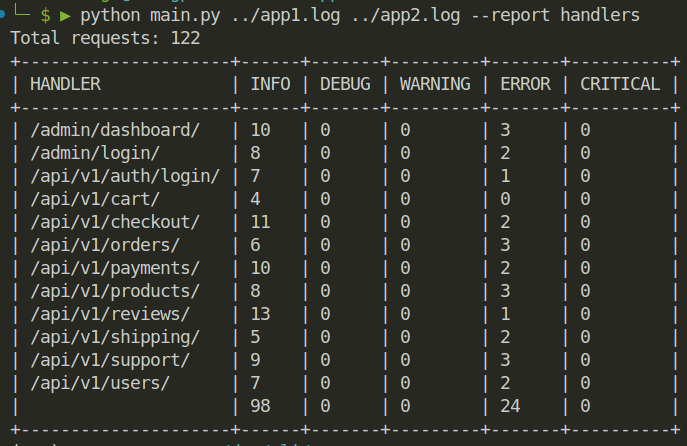 $ ▶ python main.py ../app1.log ../app2.log --report handlers
Total requests: 122
+---------------------+------+-------+---------+-------+----------+
| HANDLER             | INFO | DEBUG | WARNING | ERROR | CRITICAL |
+---------------------+------+-------+---------+-------+----------+
| /admin/dashboard/   | 10   | 0     | 0       | 3     | 0        |
| /admin/login/       | 8    | 0     | 0       | 2     | 0        |
| /api/v1/auth/login/ | 7    | 0     | 0       | 1     | 0        |
| /api/v1/cart/       | 4    | 0     | 0       | 0     | 0        |
| /api/v1/checkout/   | 11   | 0     | 0       | 2     | 0        |
| /api/v1/orders/     | 6    | 0     | 0       | 3     | 0        |
| /api/v1/payments/   | 10   | 0     | 0       | 2     | 0        |
| /api/v1/products/   | 8    | 0     | 0       | 3     | 0        |
| /api/v1/reviews/    | 13   | 0     | 0       | 1     | 0        |
| /api/v1/shipping/   | 5    | 0     | 0       | 2     | 0        |
| /api/v1/support/    | 9    | 0     | 0       | 3     | 0        |
| /api/v1/users/      | 7    | 0     | 0       | 2     | 0        |
|                     | 98   | 0     | 0       | 24    | 0        |
+---------------------+------+-------+---------+-------+----------+